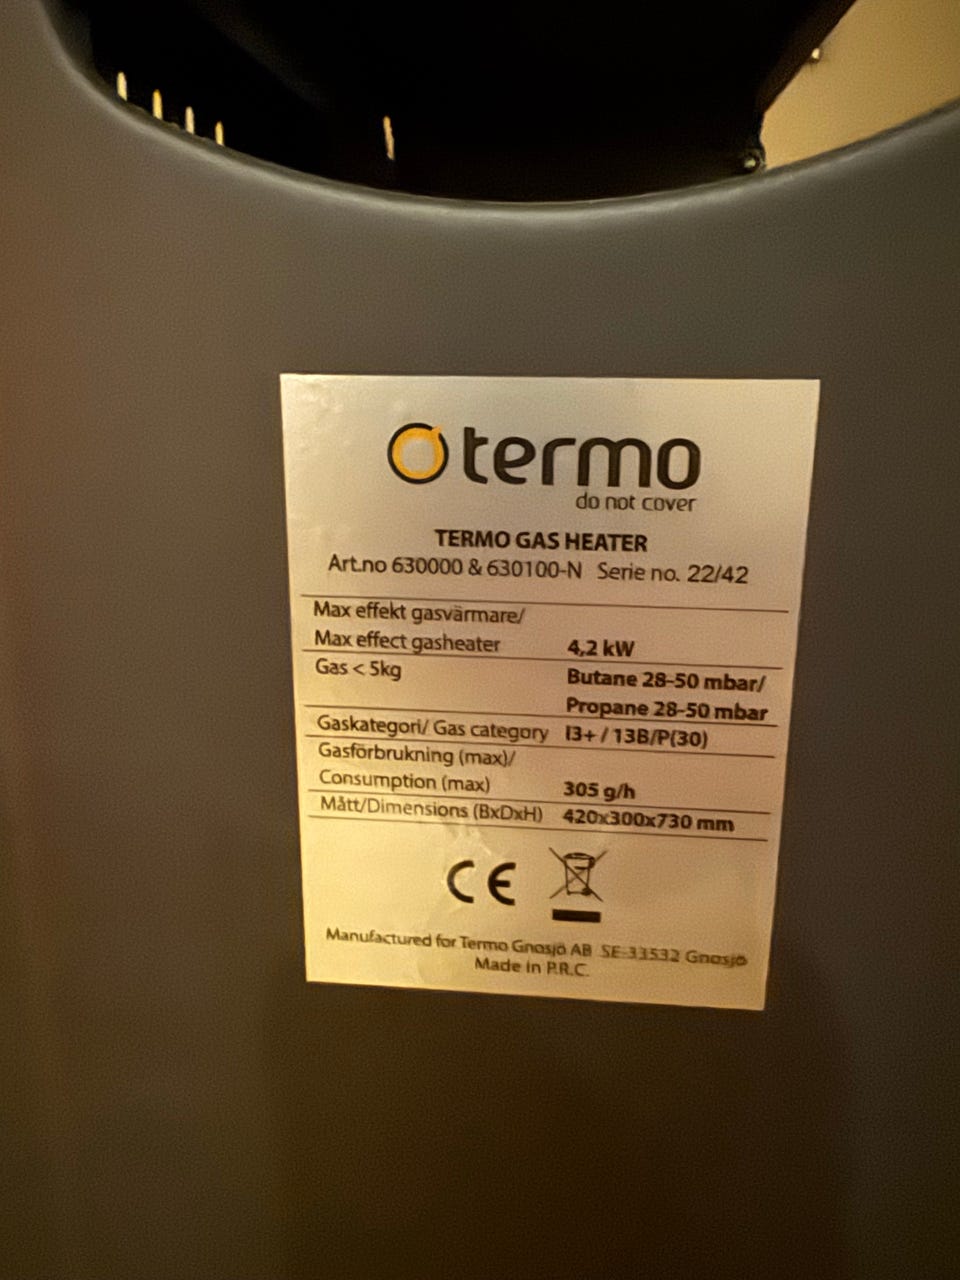 termo
do not cover
TERMO GAS HEATER
Art.no 630000 & 630100-N Serie no. 22/42
Max effekt gasvärmare/
Max effect gasheater 4,2 kW
Gas < 5kg Butane 28-50 mbar/
Propane 28-50 mbar
Gaskategori/ Gas category I3+ / 13B/P(30)
Gasförbrukning (max)/
Consumption (max) 305 g/h
Mått/Dimensions (BxDxH) 420x300x730 mm
CE
Manufactured for Termo Gnosjö AB SE-33532 Gnosjö
Made in P.R.C.